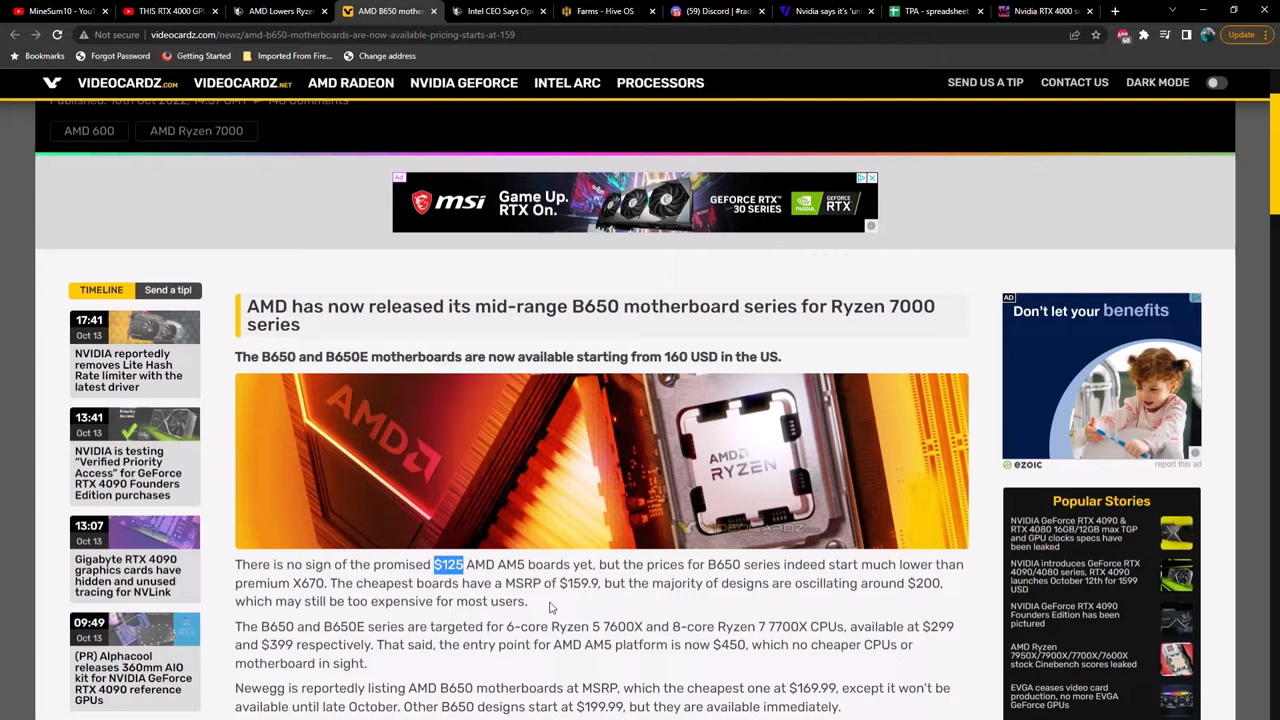 MineSum10 - You
THIS RTX 4000 GPU
AMD Lowers Ryzen
AMD B650 mother
Intel CEO Says Op
Farms - Hive OS
(59) Discord | #rad
Nvidia says it's 'un
TPA - spreadsheet
Nvidia RTX 4000 s
Not secure | videocardz.com/newz/amd-b650-motherboards-are-now-available-pricing-starts-at-159
Update
Bookmarks
Forgot Password
Getting Started
Imported From Fire...
Change address
VIDEOCARDZ.COM
VIDEOCARDZ.NET
AMD RADEON
NVIDIA GEFORCE
INTEL ARC
PROCESSORS
SEND US A TIP
CONTACT US
DARK MODE
AMD 600
AMD Ryzen 7000
Ad
msi
Game Up.
RTX On.
GEFORCE RTX™
30 SERIES
GEFORCE
RTX
TIMELINE
Send a tip!
17:41
Oct 13
NVIDIA reportedly
removes Lite Hash
Rate limiter with the
latest driver
13:41
Oct 13
NVIDIA is testing
“Verified Priority
Access” for GeForce
RTX 4090 Founders
Edition purchases
13:07
Oct 13
Gigabyte RTX 4090
graphics cards have
hidden and unused
tracing for NVLink
09:49
Oct 13
(PR) Alphacool
releases 360mm AIO
kit for NVIDIA GeForce
RTX 4090 reference
GPUs
AMD has now released its mid-range B650 motherboard series for Ryzen 7000
series
The B650 and B650E motherboards are now available starting from 160 USD in the US.
AMD
AMD
RYZEN
VIDEOCARDZ.COM
There is no sign of the promised $125 AMD AM5 boards yet, but the prices for B650 series indeed start much lower than
premium X670. The cheapest boards have a MSRP of $159.9, but the majority of designs are oscillating around $200,
which may still be too expensive for most users.
The B650 and B650E series are targeted for 6-core Ryzen 5 7600X and 8-core Ryzen 7 7700X CPUs, available at $299
and $399 respectively. That said, the entry point for AMD AM5 platform is now $450, which no cheaper CPUs or
motherboard in sight.
Newegg is reportedly listing AMD B650 motherboards at MSRP, which the cheapest one at $169.99, except it won't be
available until late October. Other B650 designs start at $199.99, but they are available immediately.
AD
Don't let your benefits
ezoic
report this ad
Popular Stories
NVIDIA GeForce RTX 4090 &
RTX 4080 16GB/12GB max TGP
and GPU clocks specs have
been leaked
NVIDIA introduces GeForce RTX
4090/4080 series, RTX 4090
launches October 12th for 1599
USD
NVIDIA GeForce RTX 4090
Founders Edition has been
pictured
AMD Ryzen
7950X/7900X/7700X/7600X
stock Cinebench scores leaked
EVGA ceases video card
production, no more EVGA
GeForce GPUs